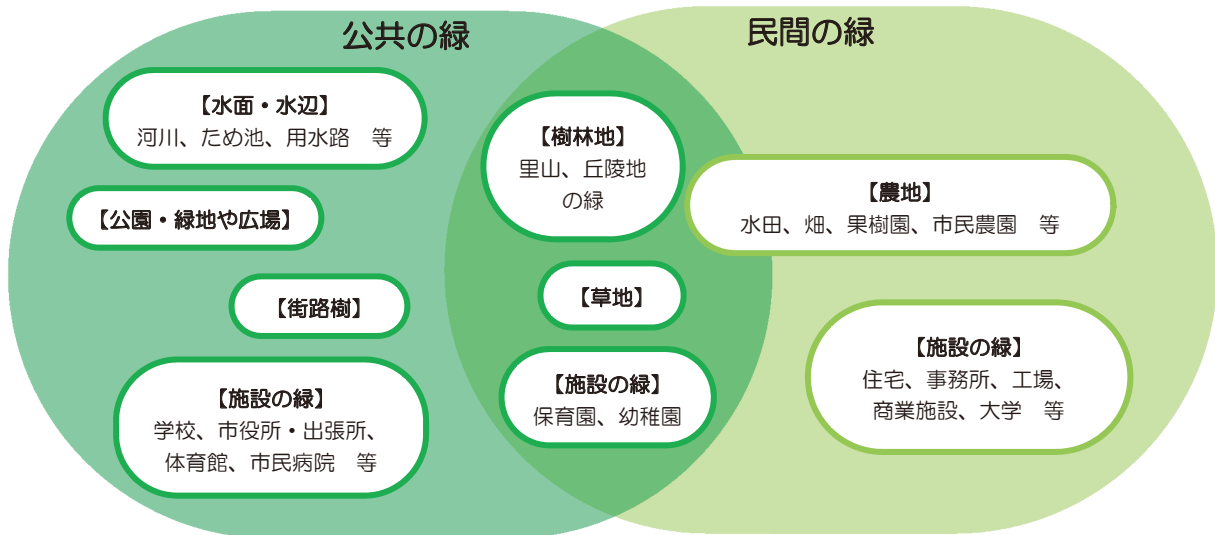 公共の緑
民間の緑
【水面・水辺】
河川、ため池、用水路　等
【公園・緑地や広場】
【街路樹】
【施設の緑】
学校、市役所・出張所、
体育館、市民病院　等
【樹林地】
里山、丘陵地
の緑
【草地】
【施設の緑】
保育園、幼稚園
【農地】
水田、畑、果樹園、市民農園　等
【施設の緑】
住宅、事務所、工場、
商業施設、大学　等